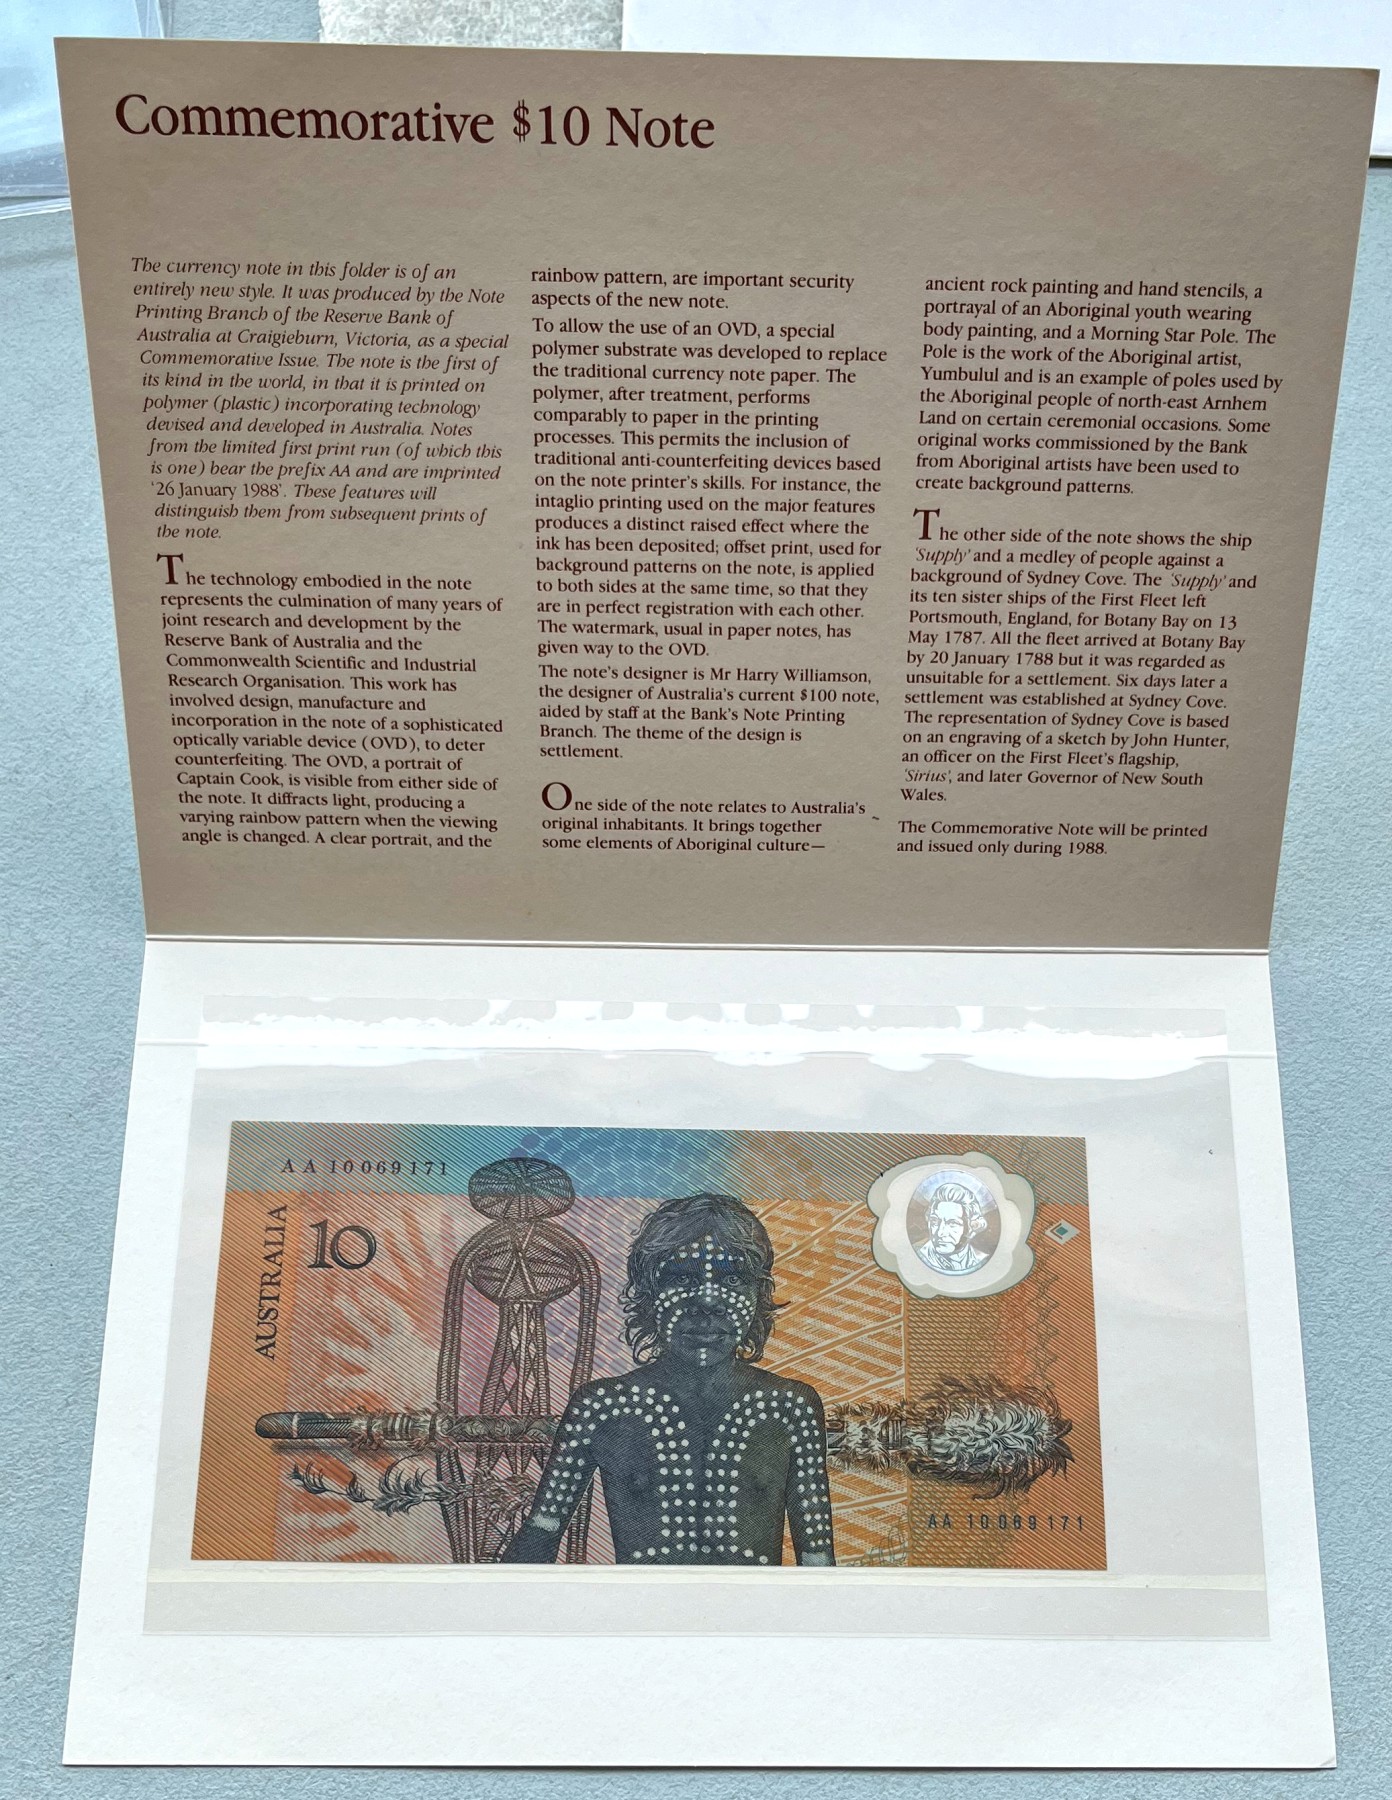 Commemorative $10 Note
The currency note in this folder is of an
entirely new style. It was produced by the Note
Printing Branch of the Reserve Bank of
Australia at Craigieburn, Victoria, as a special
Commemorative Issue. The note is the first of
its kind in the world, in that it is printed on
polymer (plastic) incorporating technology
devised and developed in Australia. Notes
from the limited first print run (of which this
is one) bear the prefix AA and are imprinted
'26 January 1988'. These features will
distinguish them from subsequent prints of
the note.
The technology embodied in the note
represents the culmination of many years of
joint research and development by the
Reserve Bank of Australia and the
Commonwealth Scientific and Industrial
Research Organisation. This work has
involved design, manufacture and
incorporation in the note of a sophisticated
optically variable device (OVD), to deter
counterfeiting. The OVD, a portrait of
Captain Cook, is visible from either side of
the note. It diffracts light, producing a
varying rainbow pattern when the viewing
angle is changed. A clear portrait, and the
rainbow pattern, are important security
aspects of the new note.
To allow the use of an OVD, a special
polymer substrate was developed to replace
the traditional currency note paper. The
polymer, after treatment, performs
comparably to paper in the printing
processes. This permits the inclusion of
traditional anti-counterfeiting devices based
on the note printer's skills. For instance, the
intaglio printing used on the major features
produces a distinct raised effect where the
ink has been deposited; offset print, used for
background patterns on the note, is applied
to both sides at the same time, so that they
are in perfect registration with each other.
The watermark, usual in paper notes, has
given way to the OVD.
The note's designer is Mr Harry Williamson,
the designer of Australia's current $100 note,
aided by staff at the Bank's Note Printing
Branch. The theme of the design is
settlement.
One side of the note relates to Australia's
original inhabitants. It brings together
some elements of Aboriginal culture—
ancient rock painting and hand stencils, a
portrayal of an Aboriginal youth wearing
body painting, and a Morning Star Pole. The
Pole is the work of the Aboriginal artist,
Yumbulul and is an example of poles used by
the Aboriginal people of north-east Arnhem
Land on certain ceremonial occasions. Some
original works commissioned by the Bank
from Aboriginal artists have been used to
create background patterns.
The other side of the note shows the ship
'Supply' and a medley of people against a
background of Sydney Cove. The 'Supply' and
its ten sister ships of the First Fleet left
Portsmouth, England, for Botany Bay on 13
May 1787. All the fleet arrived at Botany Bay
by 20 January 1788 but it was regarded as
unsuitable for a settlement. Six days later a
settlement was established at Sydney Cove.
The representation of Sydney Cove is based
on an engraving of a sketch by John Hunter,
an officer on the First Fleet's flagship,
'Sirius', and later Governor of New South
Wales.
The Commemorative Note will be printed
and issued only during 1988.
AA 10069171
AUSTRALIA
10
AA 10069171